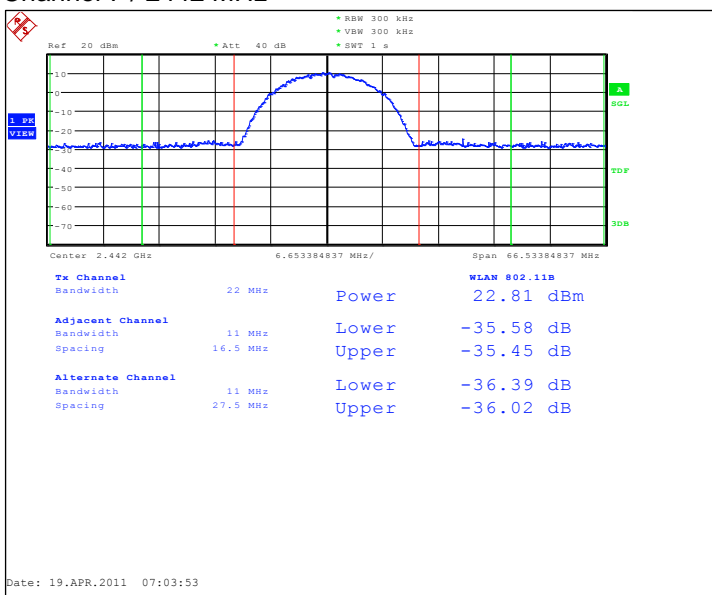 * RBW 300 kHz
* VBW 300 kHz
Ref 20 dBm * Att 40 dB * SWT 1 s
10
0
-10
-20
-30
-40
-50
-60
-70
A
SGL
1 PK
VIEW
TDF
3DB
Center 2.442 GHz 6.653384837 MHz/ Span 66.53384837 MHz
Tx Channel WLAN 802.11B
Bandwidth 22 MHz Power 22.81 dBm
Adjacent Channel
Bandwidth 11 MHz Lower -35.58 dB
Spacing 16.5 MHz Upper -35.45 dB
Alternate Channel
Bandwidth 11 MHz Lower -36.39 dB
Spacing 27.5 MHz Upper -36.02 dB
Date: 19.APR.2011 07:03:53